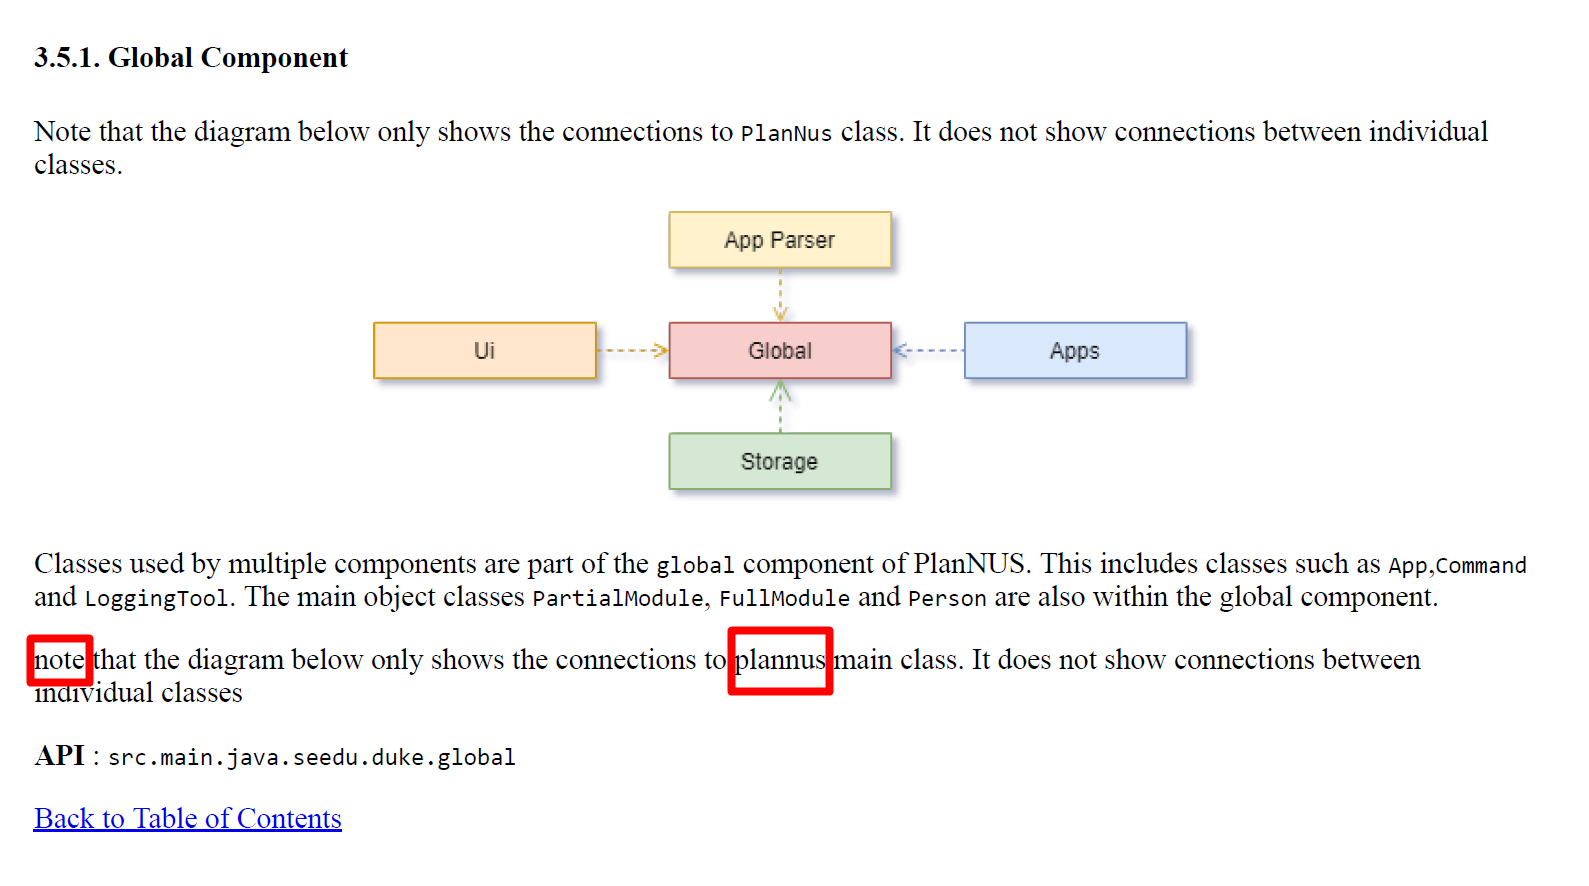 3.5.1. Global Component
Note that the diagram below only shows the connections to PlanNus class. It does not show connections between individual
classes.
App Parser
Ui
Global
Apps
Storage
Classes used by multiple components are part of the global component of PlanNUS. This includes classes such as App,Command
and LoggingTool. The main object classes PartialModule, FullModule and Person are also within the global component.
note that the diagram below only shows the connections to plannus main class. It does not show connections between
individual classes
API : src.main.java.seedu.duke.global
Back to Table of Contents